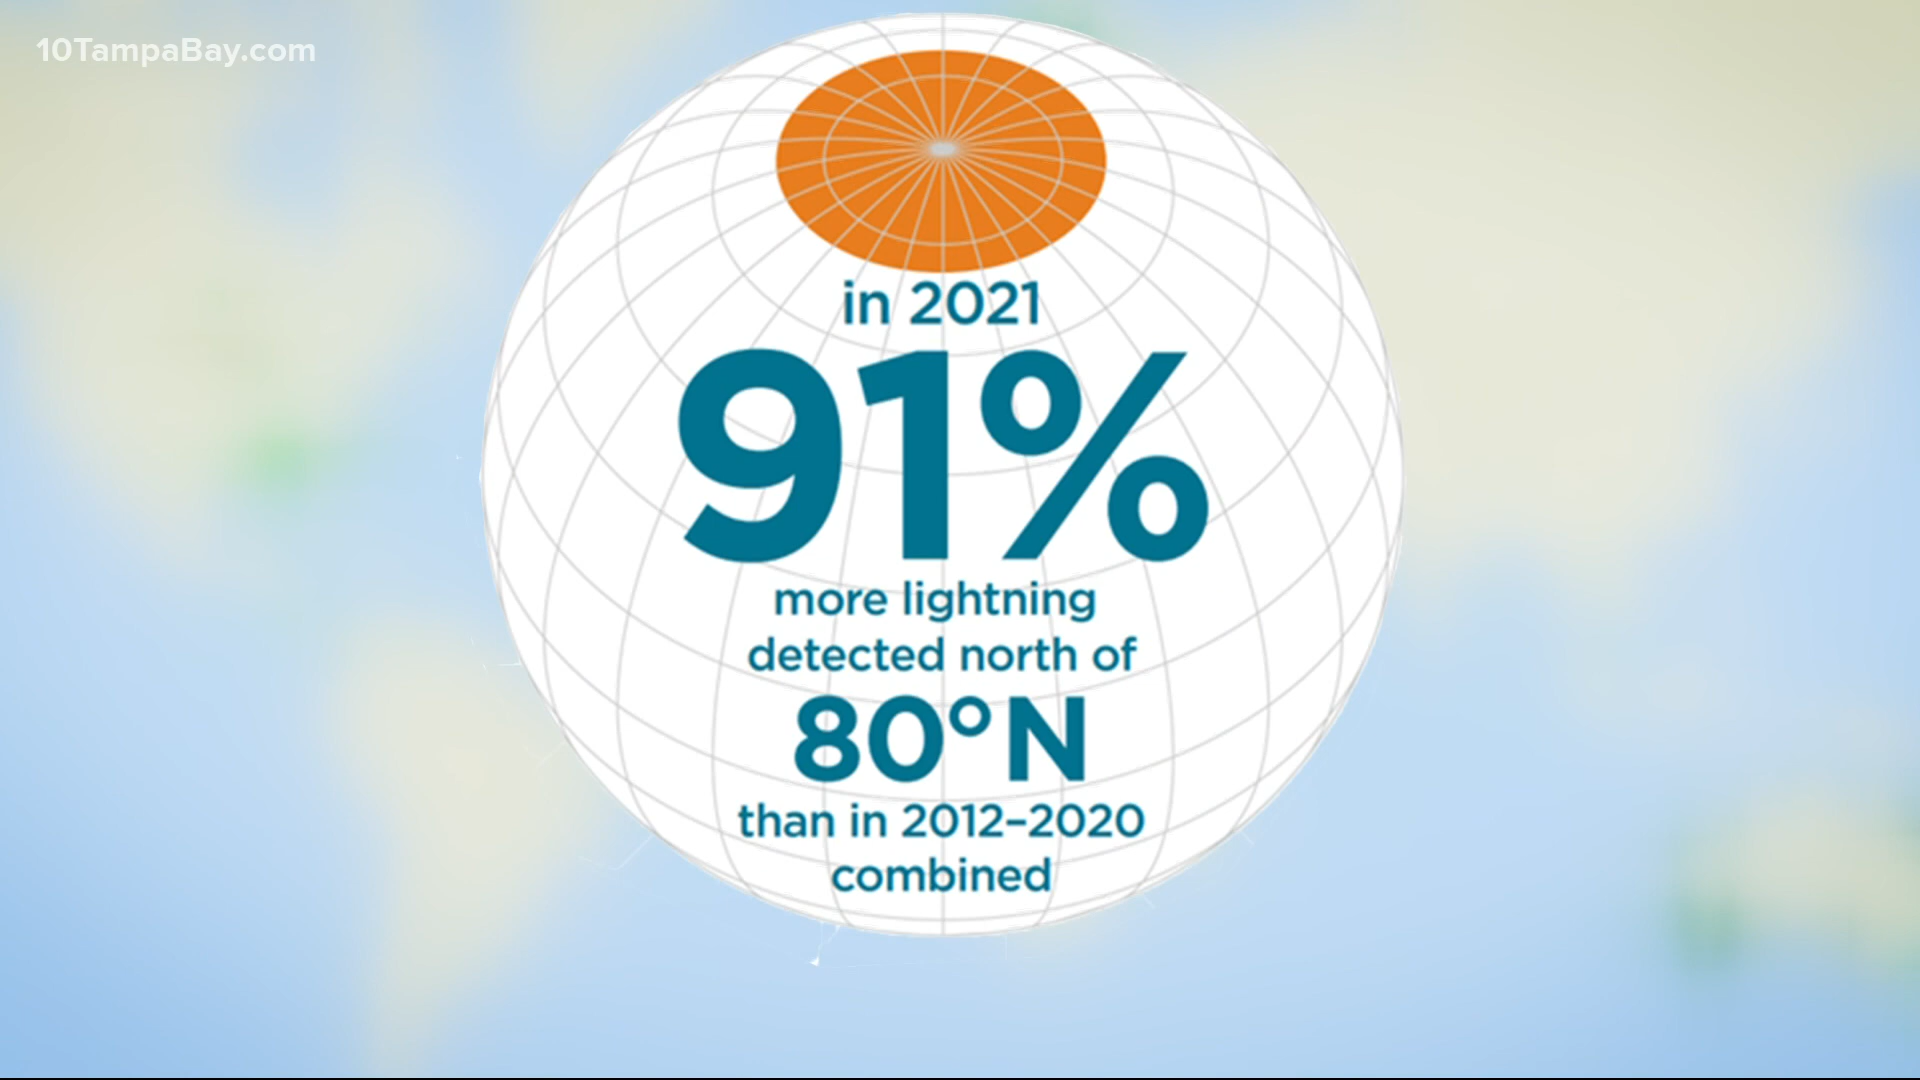 10TampaBay.com
in 2021
91%
more lightning
detected north of
80°N
than in 2012–2020
combined